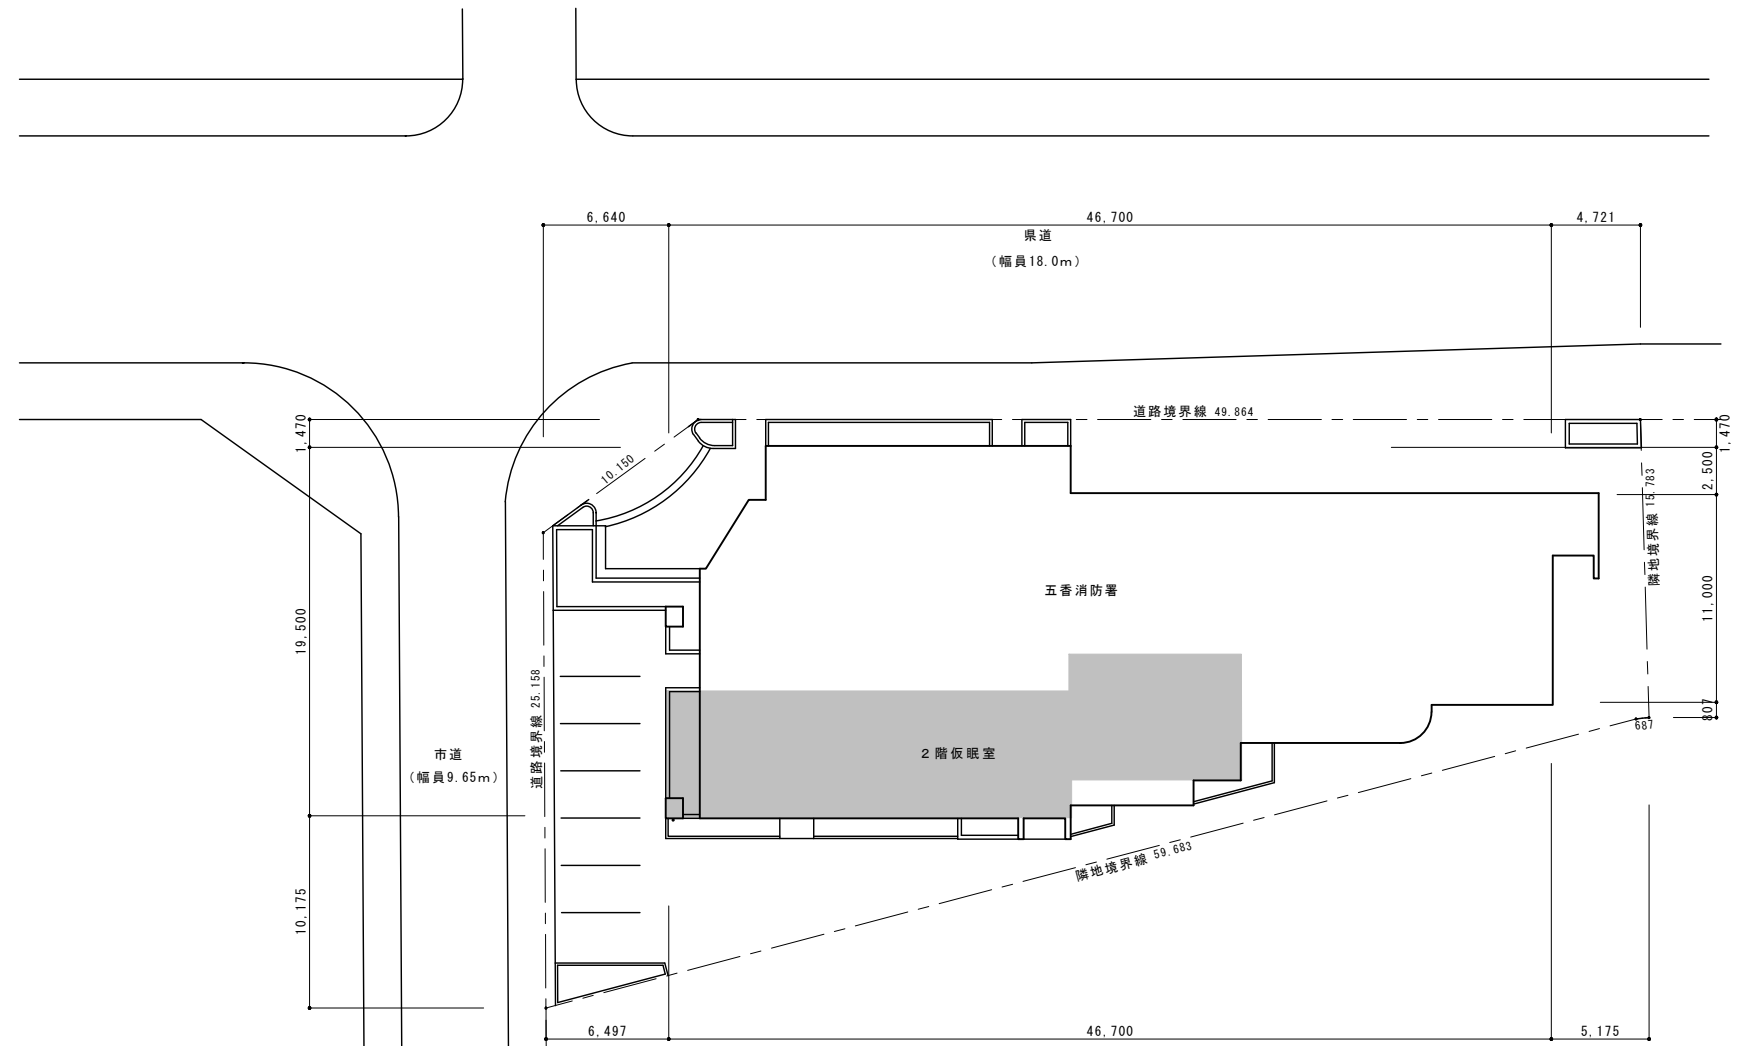 6,640
46,700
4,721
県道
（幅員18.0m）
道路境界線 49.864
1,470
1,470
10.150
2,500
隣地境界線 15.783
五香消防署
11,000
19,500
道路境界線 25.158
807
687
市道
（幅員9.65m）
２階仮眠室
隣地境界線 59.683
10,175
6,497
46,700
5,175